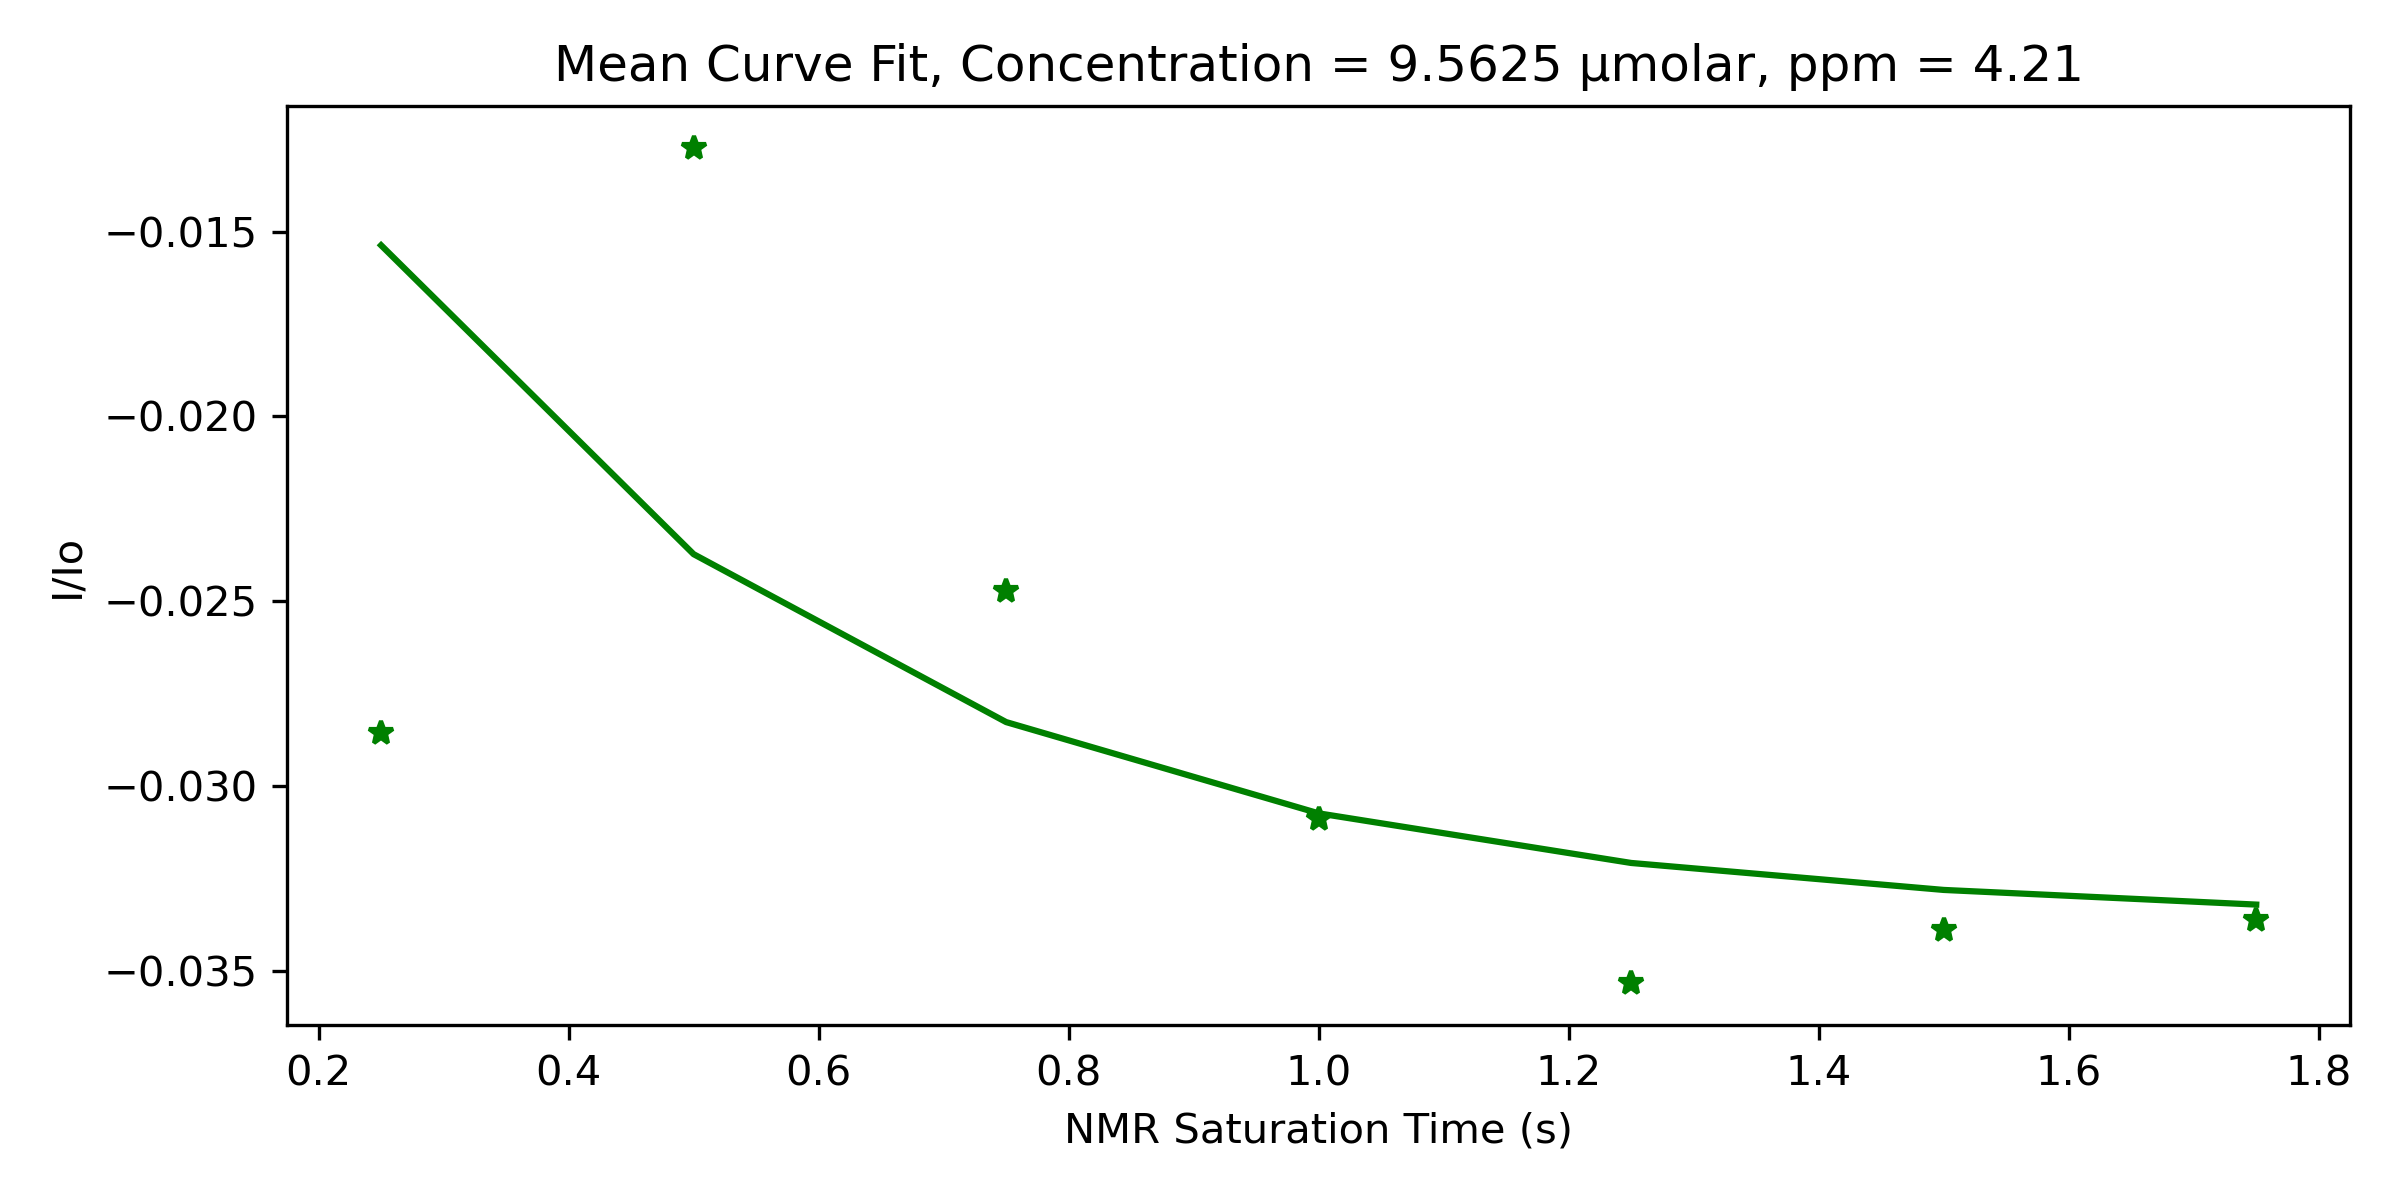 Mean Curve Fit, Concentration = 9.5625 µmolar, ppm = 4.21
I/Io
−0.015
−0.020
−0.025
−0.030
−0.035
0.2 0.4 0.6 0.8 1.0 1.2 1.4 1.6 1.8
NMR Saturation Time (s)